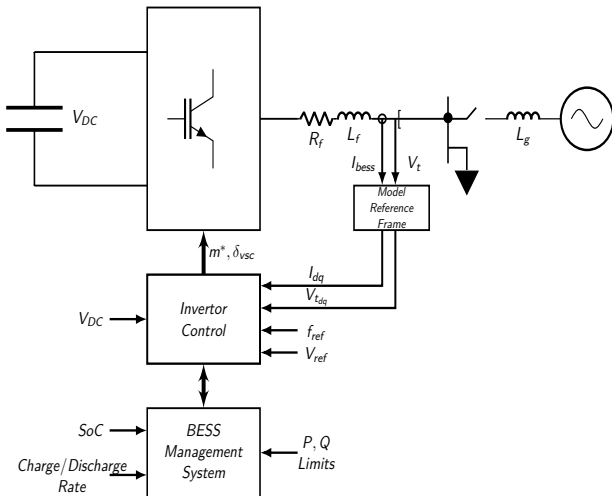 V_DC
R_f
L_f
L_g
I_bess
V_t
Model
Reference
Frame
m*, δ_vsc
I_dq
V_t_dq
Invertor
Control
V_DC
f_ref
V_ref
SoC
BESS
Management
System
P, Q
Limits
Charge/Discharge
Rate